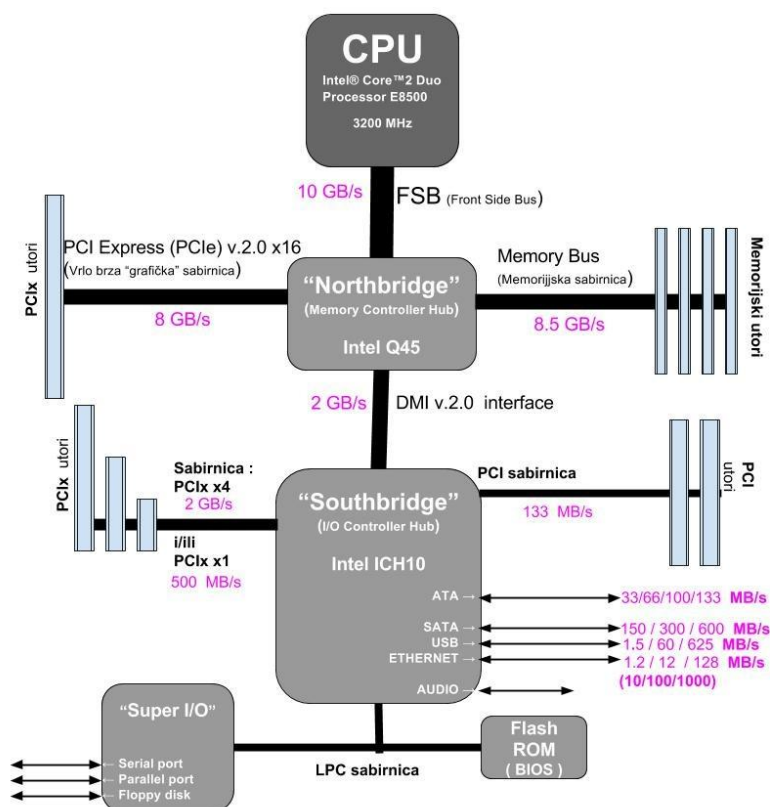 CPU
Intel® Core™2 Duo
Processor E8500
3200 MHz
10 GB/s
FSB (Front Side Bus)
PCIx utori
PCI Express (PCIe) v.2.0 x16
(Vrlo brza “grafička” sabirnica)
8 GB/s
“Northbridge”
(Memory Controller Hub)
Intel Q45
Memory Bus
(Memorijjska sabirnica)
8.5 GB/s
Memorijski utori
2 GB/s
DMI v.2.0 interface
PCIx utori
Sabirnica :
PCIx x4
2 GB/s
i/ili
PCIx x1
500 MB/s
“Southbridge”
(I/O Controller Hub)
Intel ICH10
PCI sabirnica
133 MB/s
PCI
utori
ATA → 33/66/100/133 MB/s
SATA → 150 / 300 / 600 MB/s
USB → 1.5 / 60 / 625 MB/s
ETHERNET → 1.2 / 12 / 128 MB/s
(10/100/1000)
AUDIO →
“Super I/O”
← Serial port
← Parallel port
← Floppy disk
LPC sabirnica
Flash
ROM
( BIOS )